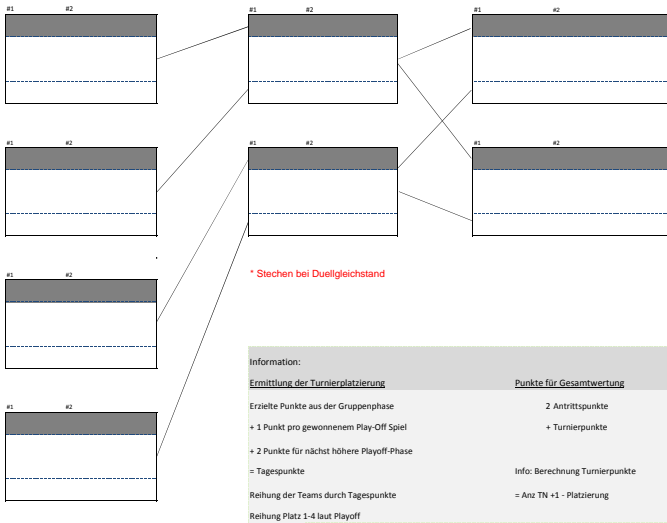 #1 #2 #1 #2 #1 #2
#1 #2 #1 #2 #1 #2
#1 #2
* Stechen bei Duellgleichstand
#1 #2
Information:
Ermittlung der Turnierplatzierung Punkte für Gesamtwertung
Erzielte Punkte aus der Gruppenphase 2 Antrittspunkte
+ 1 Punkt pro gewonnenem Play-Off Spiel + Turnierpunkte
+ 2 Punkte für nächst höhere Playoff-Phase
= Tagespunkte Info: Berechnung Turnierpunkte
Reihung der Teams durch Tagespunkte = Anz TN +1 - Platzierung
Reihung Platz 1-4 laut Playoff